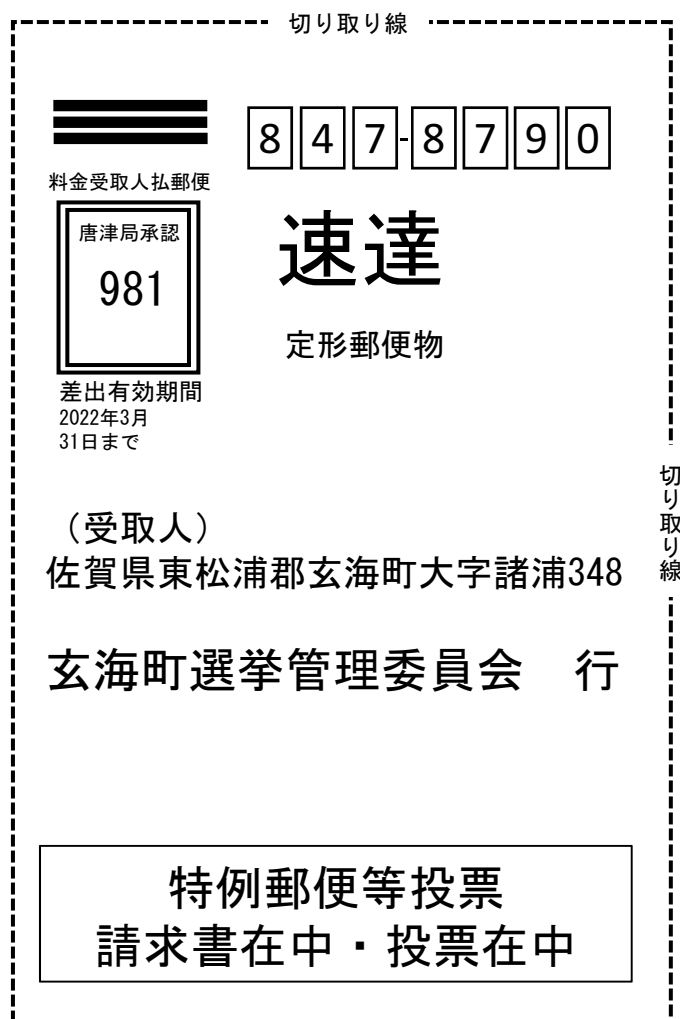 切り取り線
847-8790
料金受取人払郵便
唐津局承認
981
速達
定形郵便物
差出有効期間
2022年3月
31日まで
切り取り線
（受取人）
佐賀県東松浦郡玄海町大字諸浦348
玄海町選挙管理委員会　行
特例郵便等投票
請求書在中・投票在中